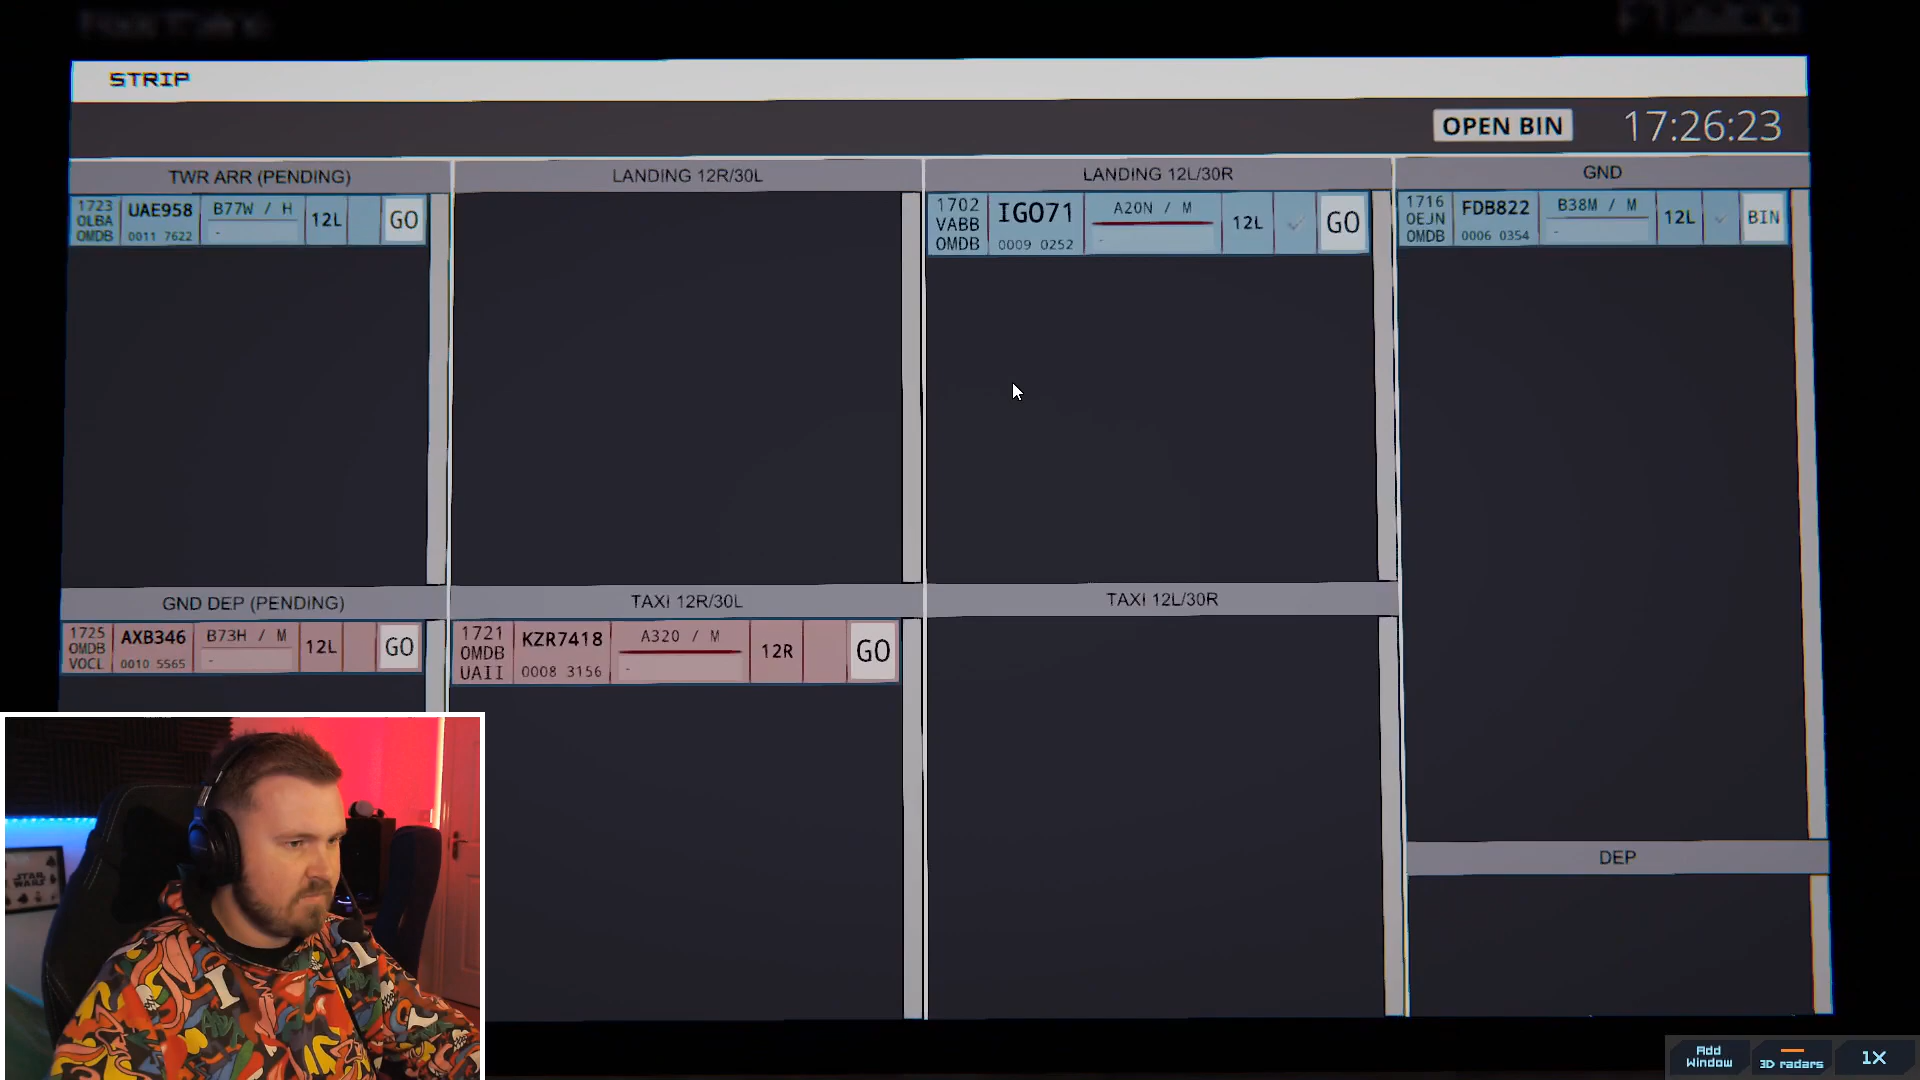 STRIP
OPEN BIN 17:26:23
TWR ARR (PENDING)
1723 OLBA OMDB UAE958 0011 7622 B77W / H - 12L GO
LANDING 12R/30L
LANDING 12L/30R
1702 VABB OMDB IGO71 0009 0252 A20N / M - 12L GO
GND
1716 OEJN OMDB FDB822 0006 0354 B38M / M - 12L BIN
GND DEP (PENDING)
1725 OMDB VOCL AXB346 0010 5565 B73H / M - 12L GO
TAXI 12R/30L
1721 OMDB UAII KZR7418 0008 3156 A320 / M - 12R GO
TAXI 12L/30R
DEP
STAR WARS
Add Window
3D radars
1X